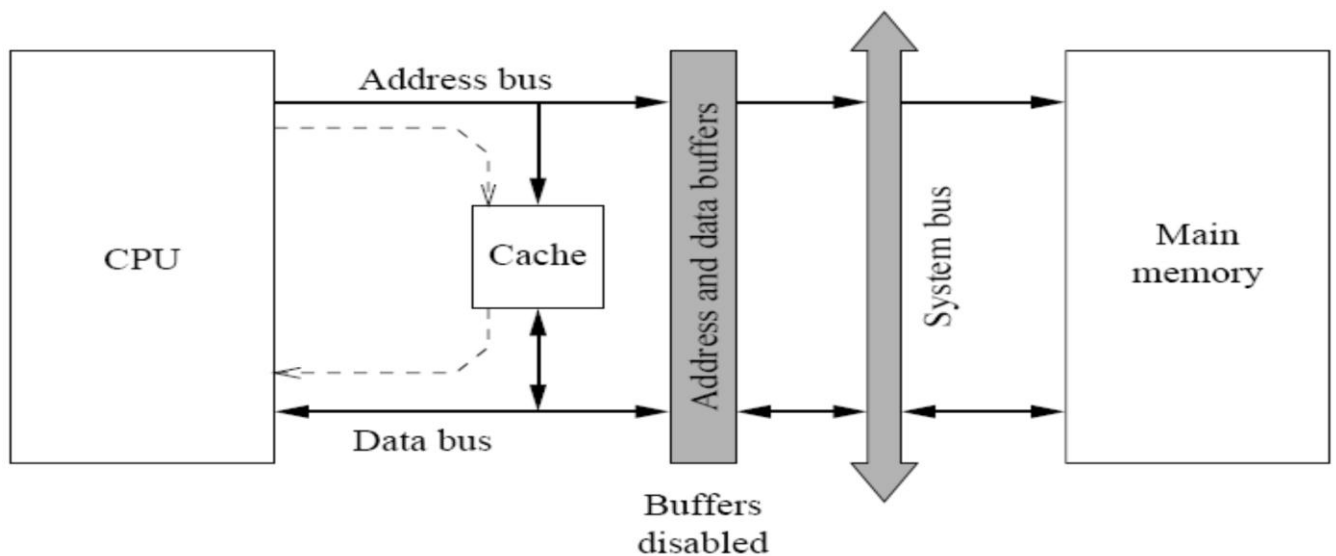 Address bus
CPU
Cache
Address and data buffers
System bus
Main
memory
Data bus
Buffers
disabled